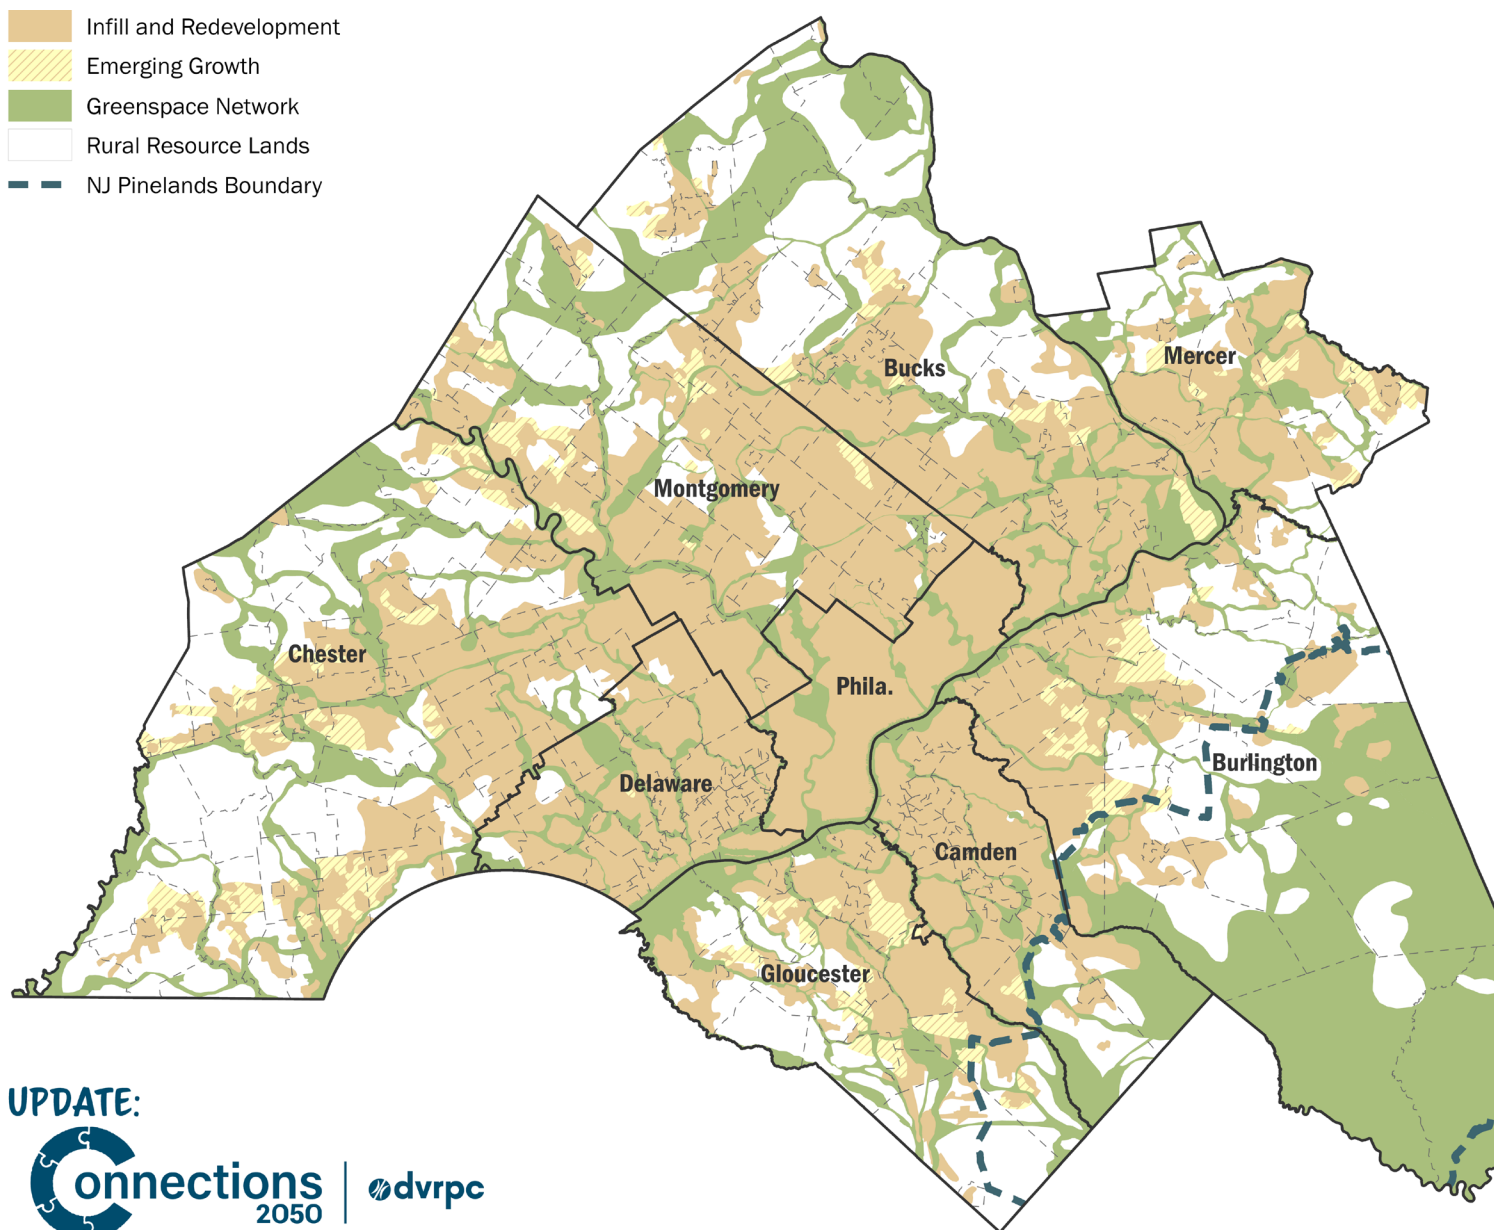 Infill and Redevelopment
Emerging Growth
Greenspace Network
Rural Resource Lands
NJ Pinelands Boundary
Mercer
Bucks
Montgomery
Chester
Phila.
Burlington
Delaware
Camden
Gloucester
UPDATE:
Connections
2050
dvrpc